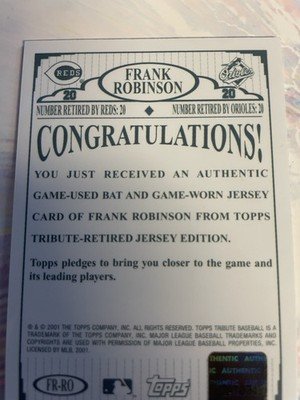 REDS
FRANK
ROBINSON
Orioles
20
20
NUMBER RETIRED BY REDS: 20
NUMBER RETIRED BY ORIOLES: 20
CONGRATULATIONS!
YOU JUST RECEIVED AN AUTHENTIC
GAME-USED BAT AND GAME-WORN JERSEY
CARD OF FRANK ROBINSON FROM TOPPS
TRIBUTE-RETIRED JERSEY EDITION.
Topps pledges to bring you closer to the game and
its leading players.
® & © 2001 THE TOPPS COMPANY, INC. ALL RIGHTS RESERVED. TOPPS TRIBUTE BASEBALL IS A
TRADEMARK OF THE TOPPS COMPANY, INC. MAJOR LEAGUE BASEBALL TRADEMARKS AND
COPYRIGHTS ARE USED WITH PERMISSION OF MAJOR LEAGUE BASEBALL PROPERTIES, INC.
LICENSED BY MLB, 2001.
FR-RO
Topps
THENTIC AUTHENTIC